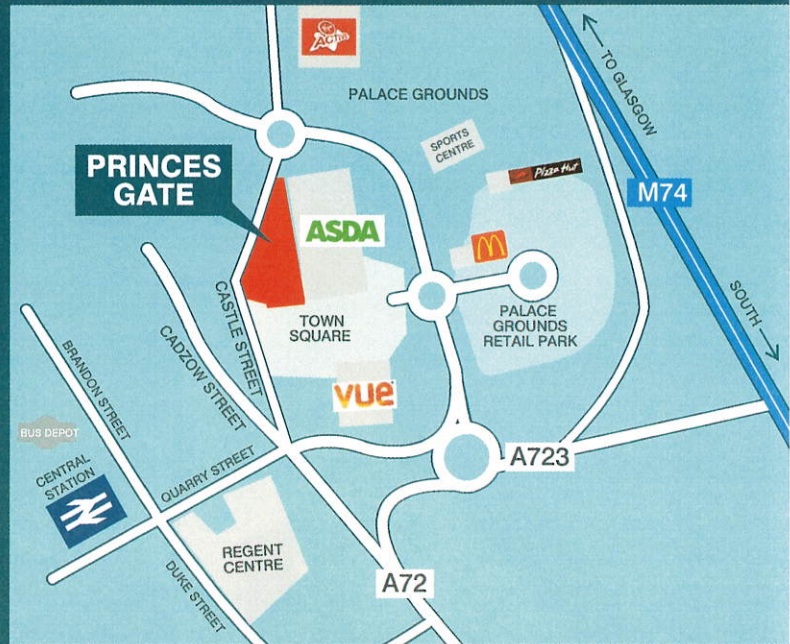 Virgin
ACTIVE
PALACE GROUNDS
TO GLASGOW
SPORTS
CENTRE
Pizza Hut
PRINCES
GATE
M74
ASDA
SOUTH
TOWN
SQUARE
PALACE
GROUNDS
RETAIL PARK
CASTLE STREET
CADZOW STREET
BRANDON STREET
vue
BUS DEPOT
CENTRAL
STATION
QUARRY STREET
A723
REGENT
CENTRE
DUKE STREET
A72